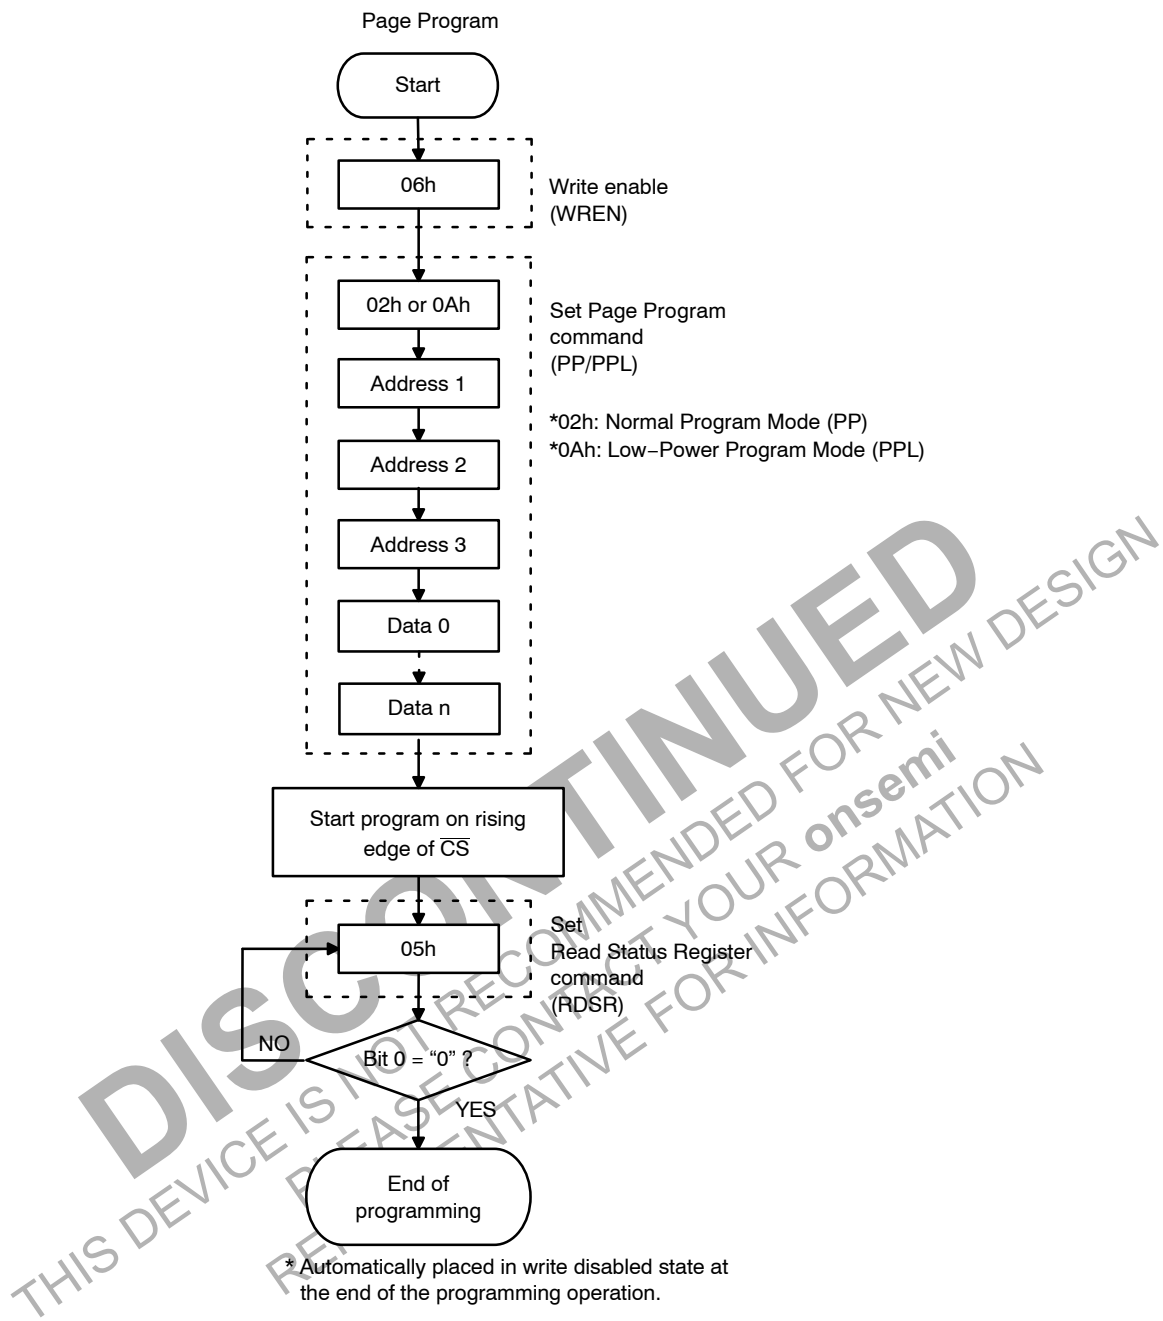 Page Program
Start
06h
Write enable
(WREN)
02h or 0Ah
Set Page Program
command
(PP/PPL)
Address 1
*02h: Normal Program Mode (PP)
*0Ah: Low−Power Program Mode (PPL)
Address 2
Address 3
Data 0
Data n
Start program on rising
edge of C̅S̅
05h
Set
Read Status Register
command
(RDSR)
NO
Bit 0 = “0” ?
YES
End of
programming
* Automatically placed in write disabled state at
the end of the programming operation.
DISCONTINUED
THIS DEVICE IS NOT RECOMMENDED FOR NEW DESIGN
PLEASE CONTACT YOUR onsemi
REPRESENTATIVE FOR INFORMATION